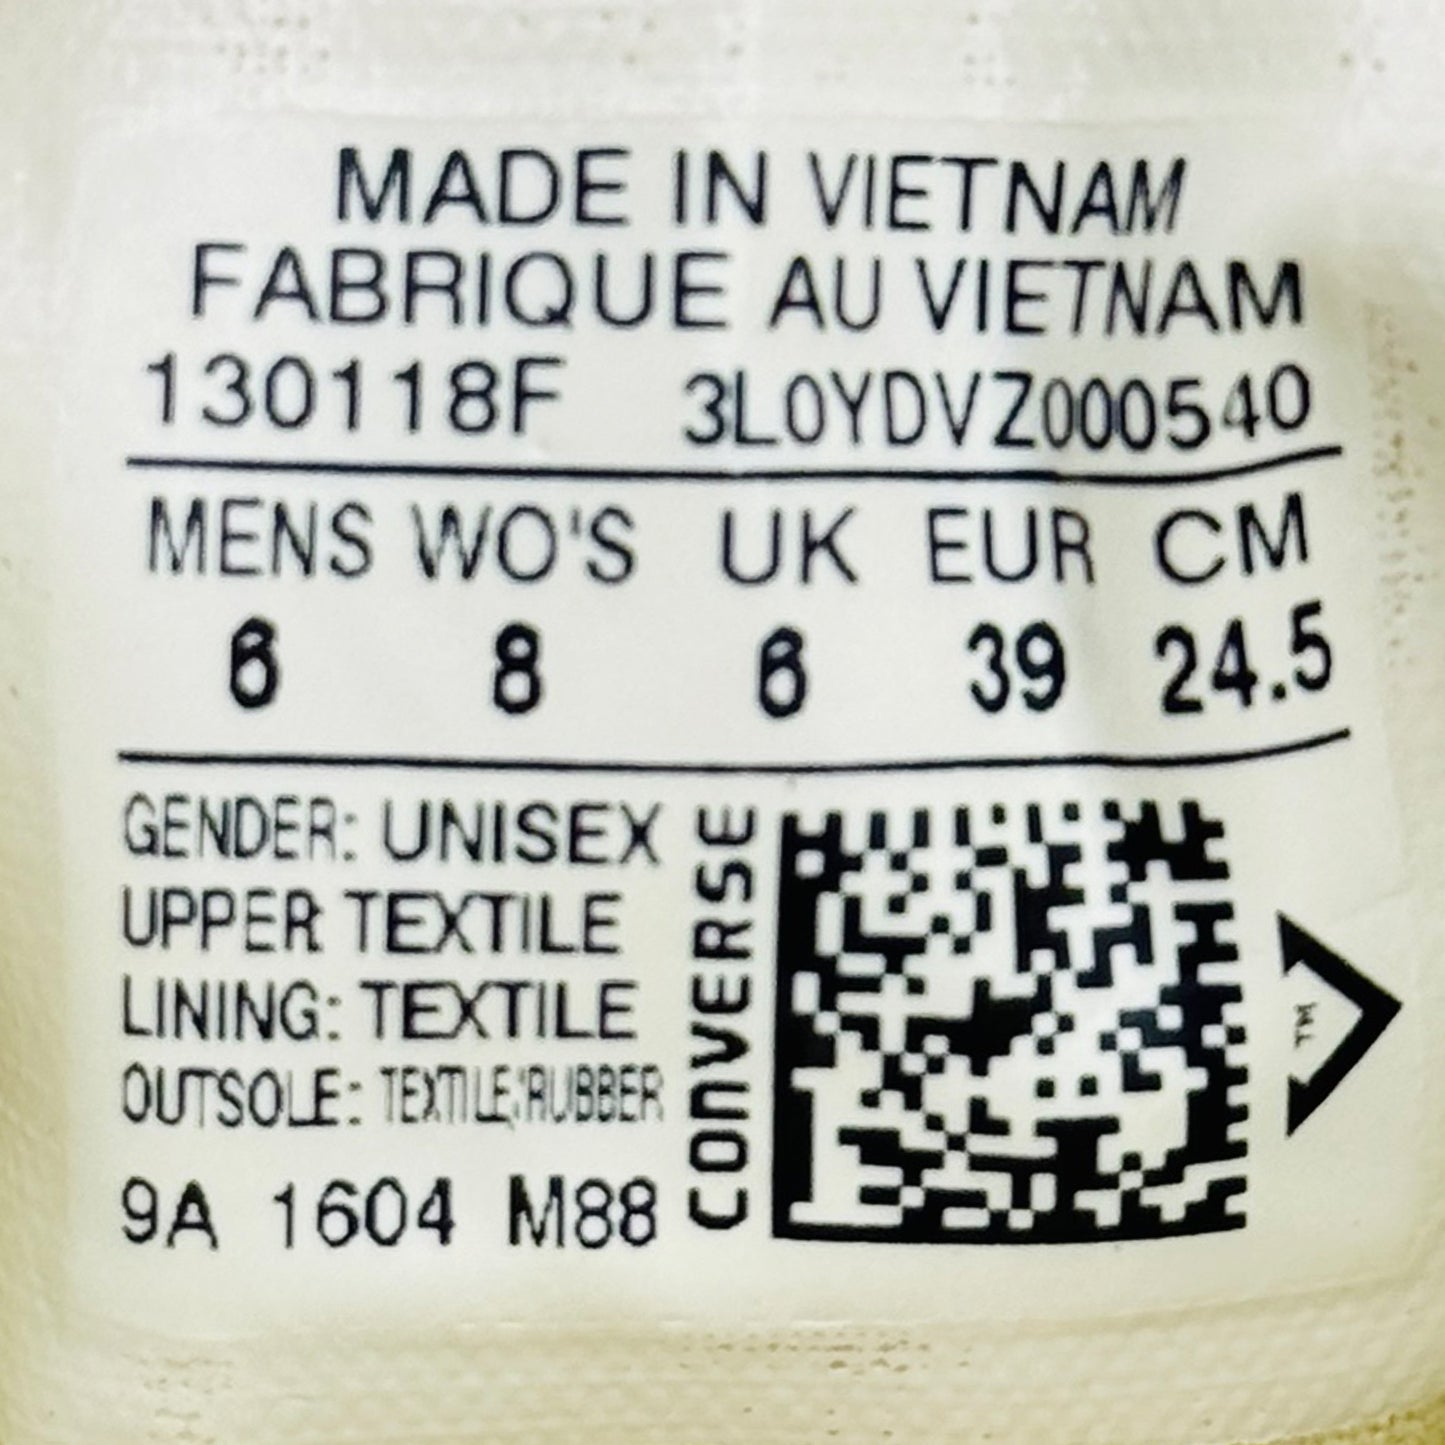 MADE IN VIETNAM
FABRIQUE AU VIETNAM
130118F 3L0YDVZ000540
MENS WO'S UK EUR CM
6 8 6 39 24.5
GENDER: UNISEX
UPPER: TEXTILE
LINING: TEXTILE
OUTSOLE: TEXTILE;RUBBER
9A 1604 M88
CONVERSE
TM